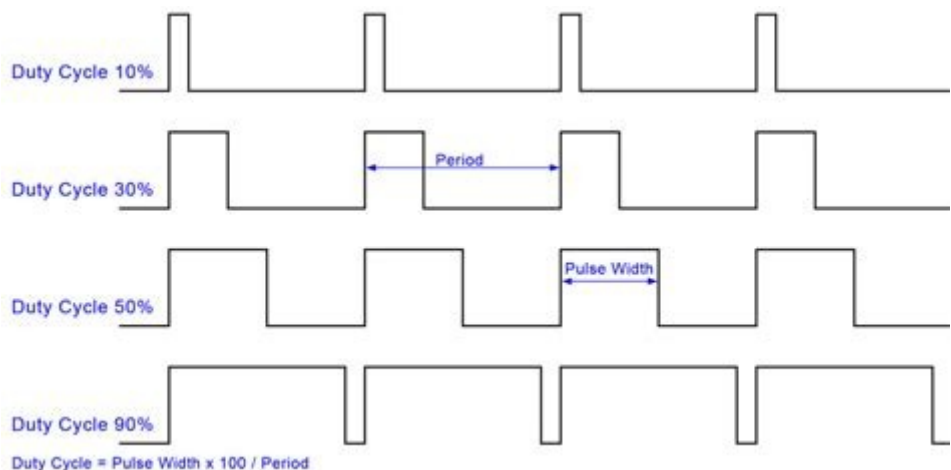 Duty Cycle 10%
Period
Duty Cycle 30%
Pulse Width
Duty Cycle 50%
Duty Cycle 90%
Duty Cycle = Pulse Width x 100 / Period